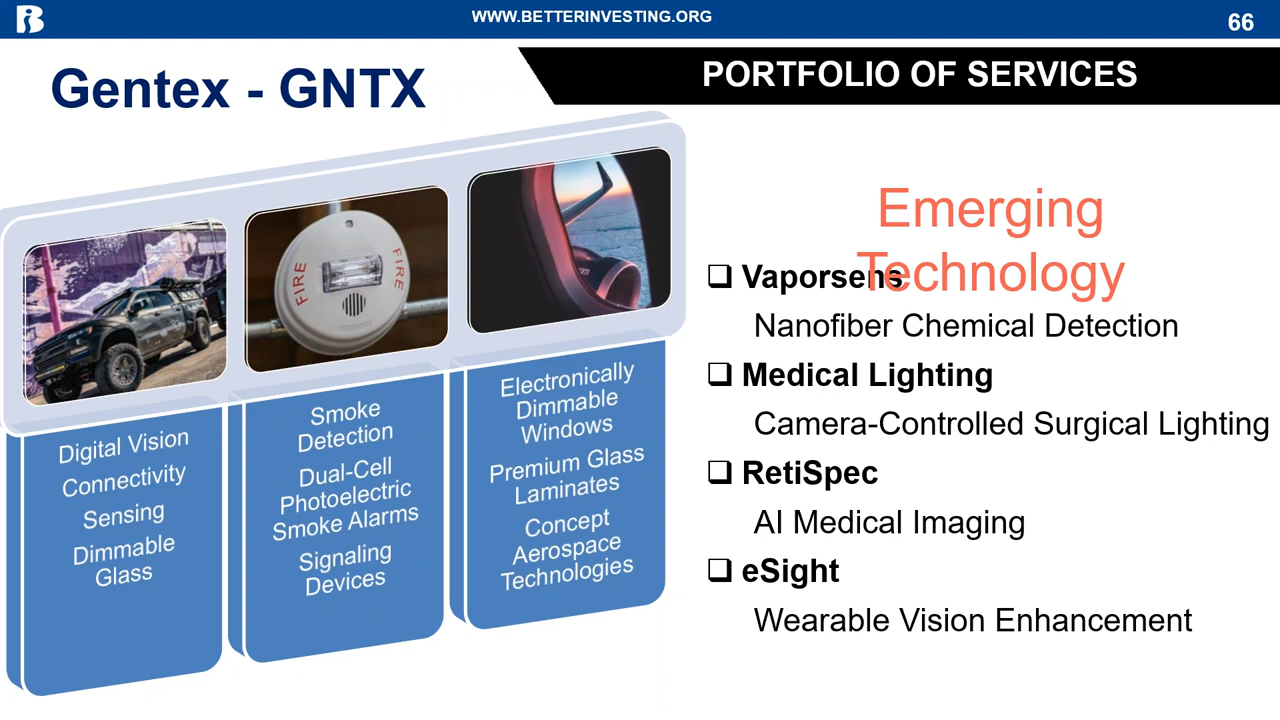 WWW.BETTERINVESTING.ORG
66
Gentex - GNTX
PORTFOLIO OF SERVICES
FIRE
FIRE
Digital Vision
Connectivity
Sensing
Dimmable
Glass
Smoke
Detection
Dual-Cell
Photoelectric
Smoke Alarms
Signaling
Devices
Electronically
Dimmable
Windows
Premium Glass
Laminates
Concept
Aerospace
Technologies
Emerging
Technology
❑ Vaporsens
Nanofiber Chemical Detection
❑ Medical Lighting
Camera-Controlled Surgical Lighting
❑ RetiSpec
AI Medical Imaging
❑ eSight
Wearable Vision Enhancement